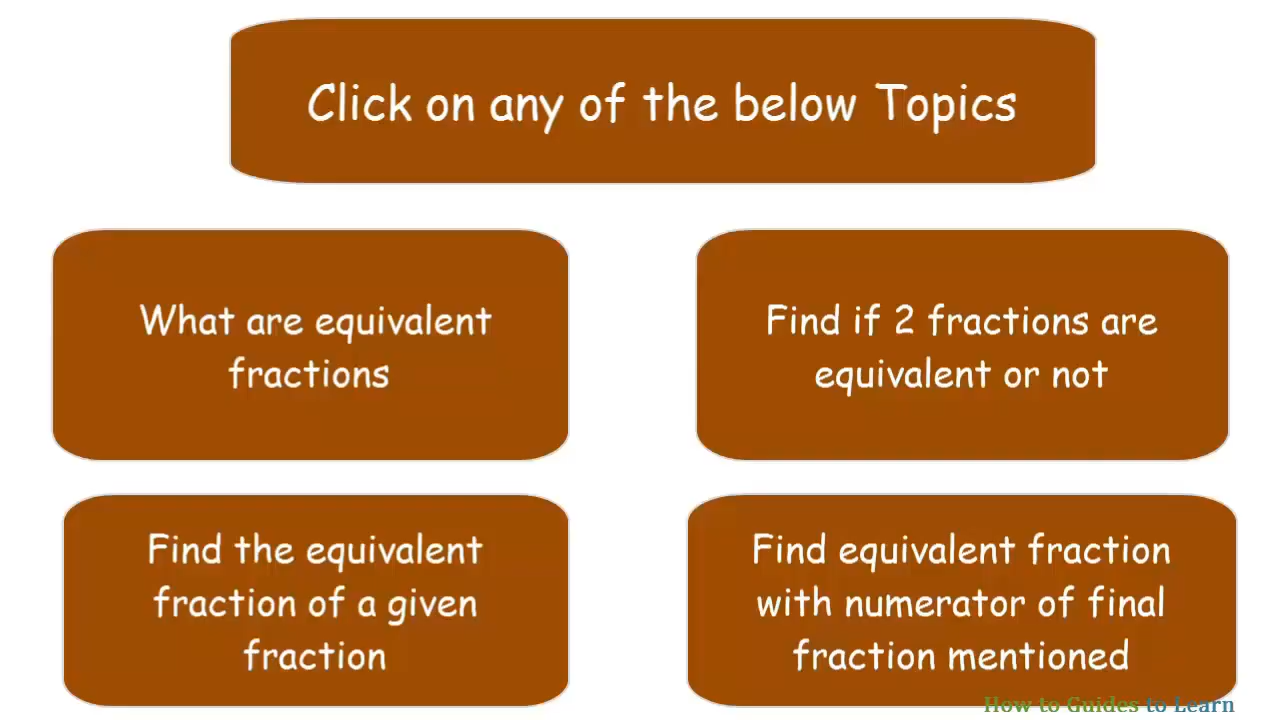 Click on any of the below Topics
What are equivalent
fractions
Find if 2 fractions are
equivalent or not
Find the equivalent
fraction of a given
fraction
Find equivalent fraction
with numerator of final
fraction mentioned
How to Guides to Learn